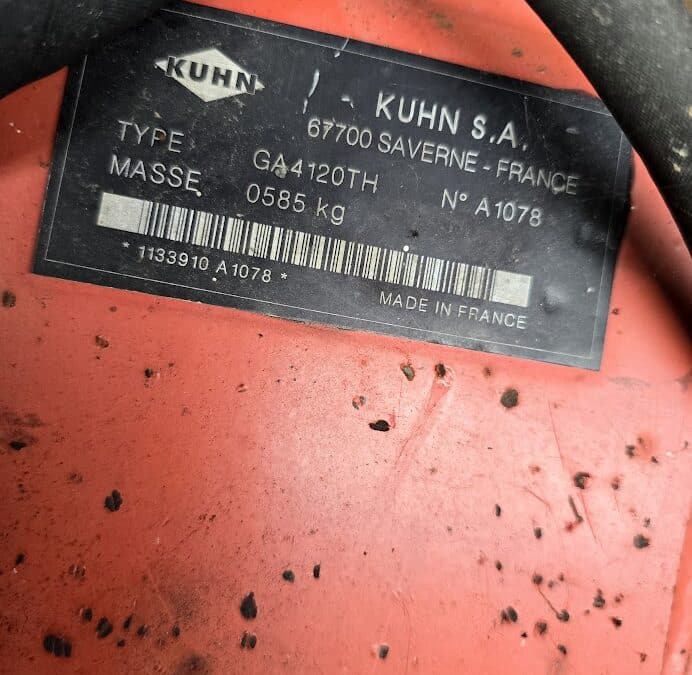 KUHN
KUHN S.A.
67700 SAVERNE - FRANCE
TYPE GA4120TH N° A1078
MASSE 0585 kg
* 1133910 A1078 *
MADE IN FRANCE